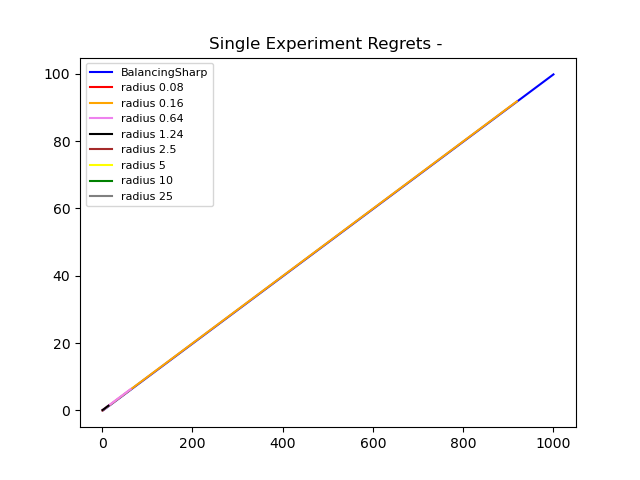 Single Experiment Regrets -
BalancingSharp
radius 0.08
radius 0.16
radius 0.64
radius 1.24
radius 2.5
radius 5
radius 10
radius 25
100
80
60
40
20
0
0 200 400 600 800 1000